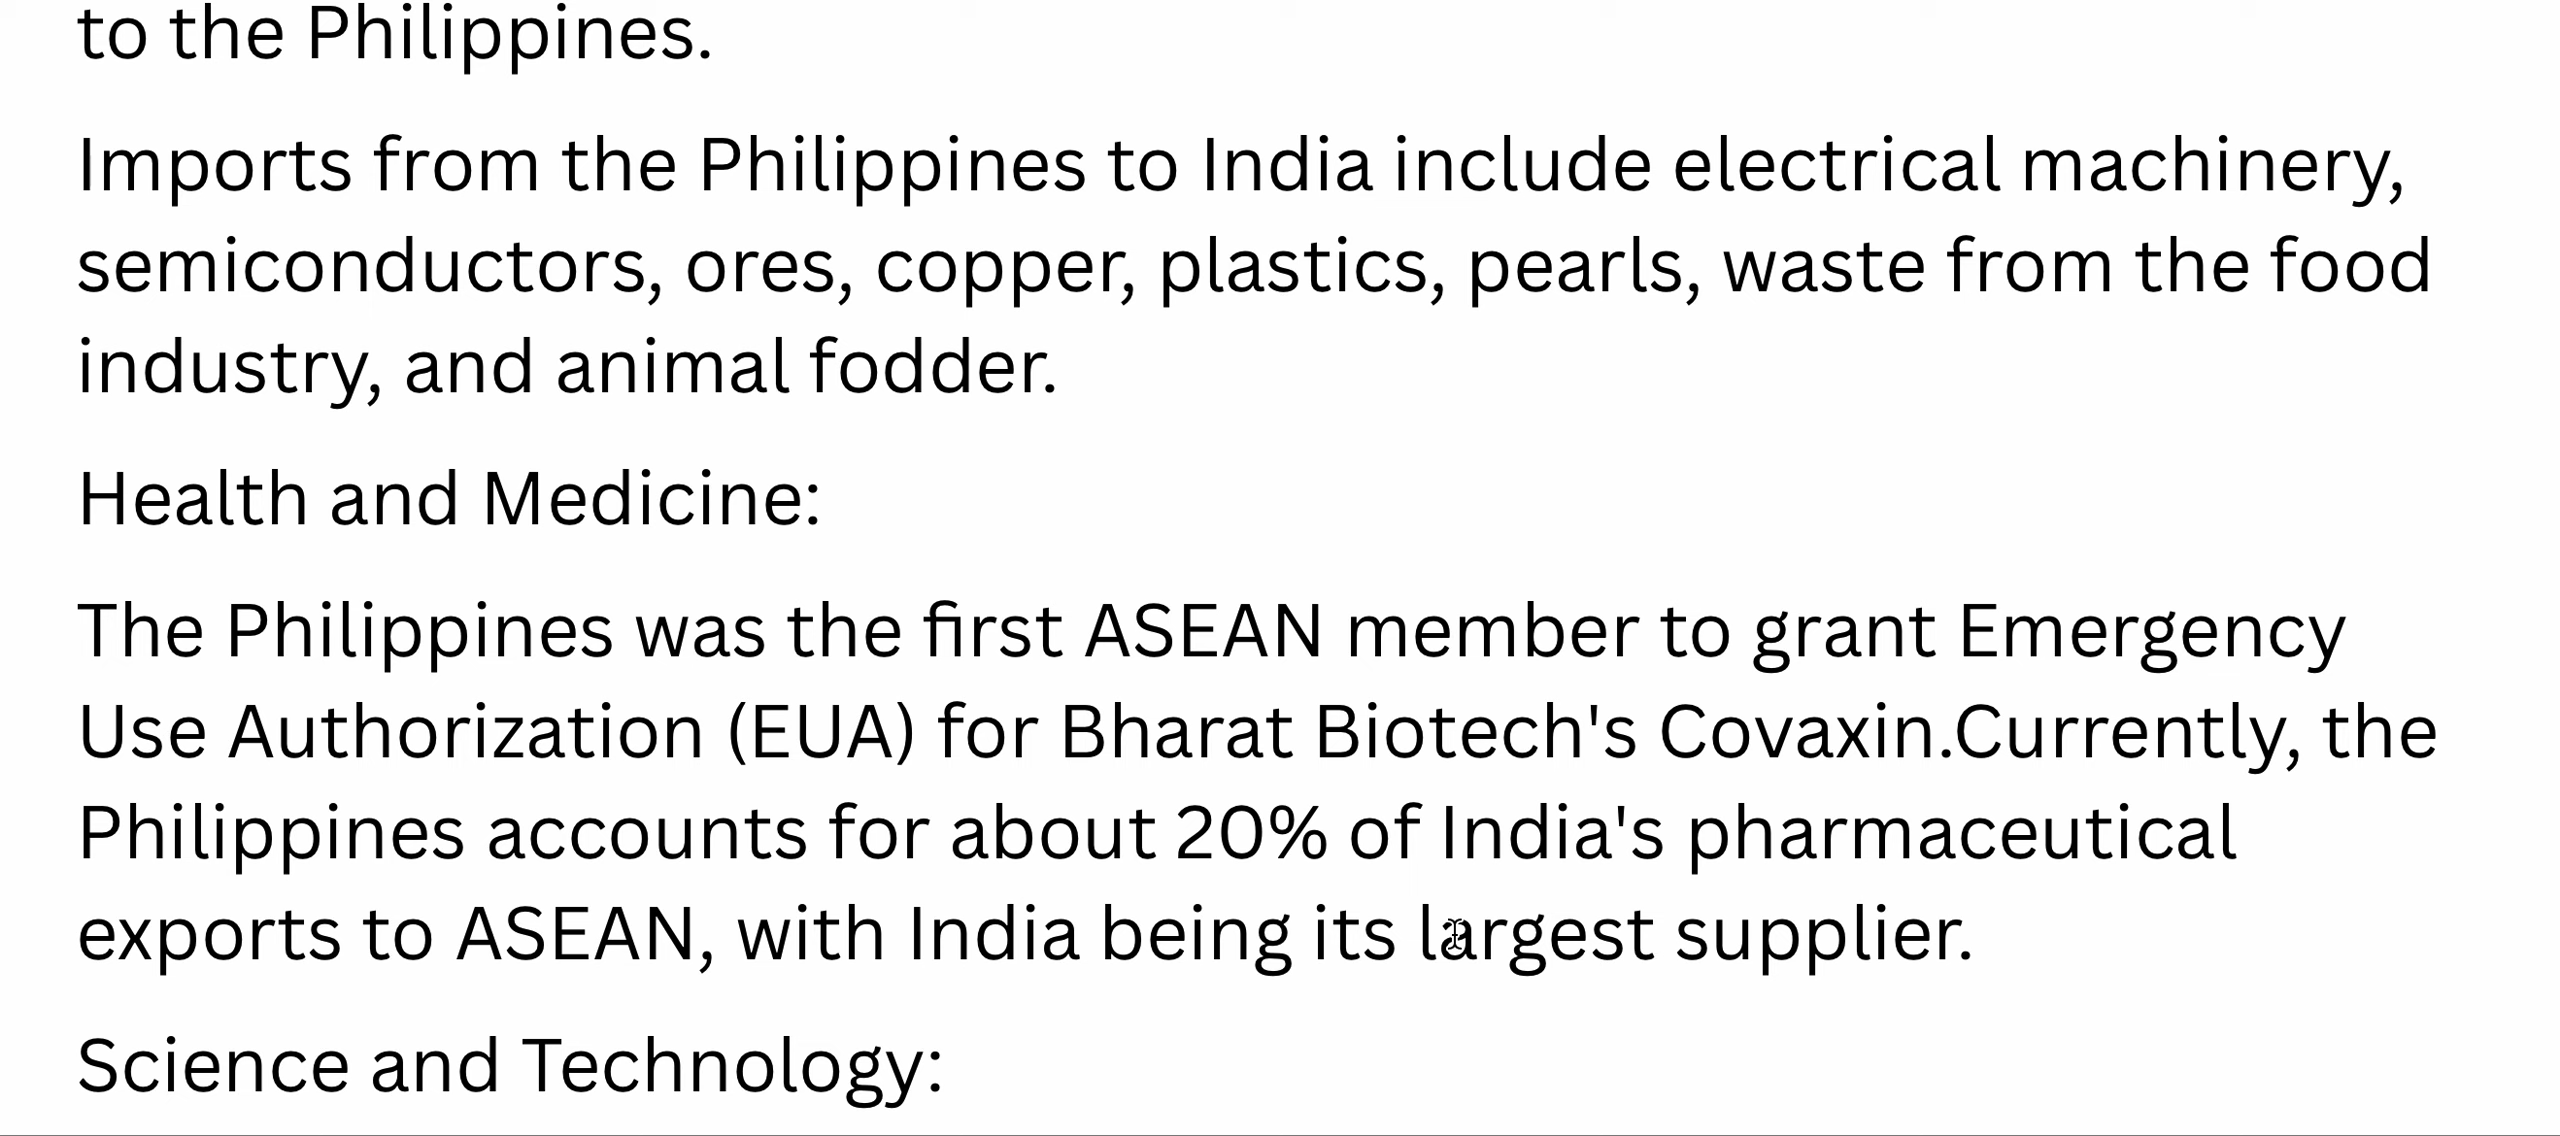 to the Philippines.
Imports from the Philippines to India include electrical machinery,
semiconductors, ores, copper, plastics, pearls, waste from the food
industry, and animal fodder.
Health and Medicine:
The Philippines was the first ASEAN member to grant Emergency
Use Authorization (EUA) for Bharat Biotech's Covaxin.Currently, the
Philippines accounts for about 20% of India's pharmaceutical
exports to ASEAN, with India being its largest supplier.
Science and Technology: